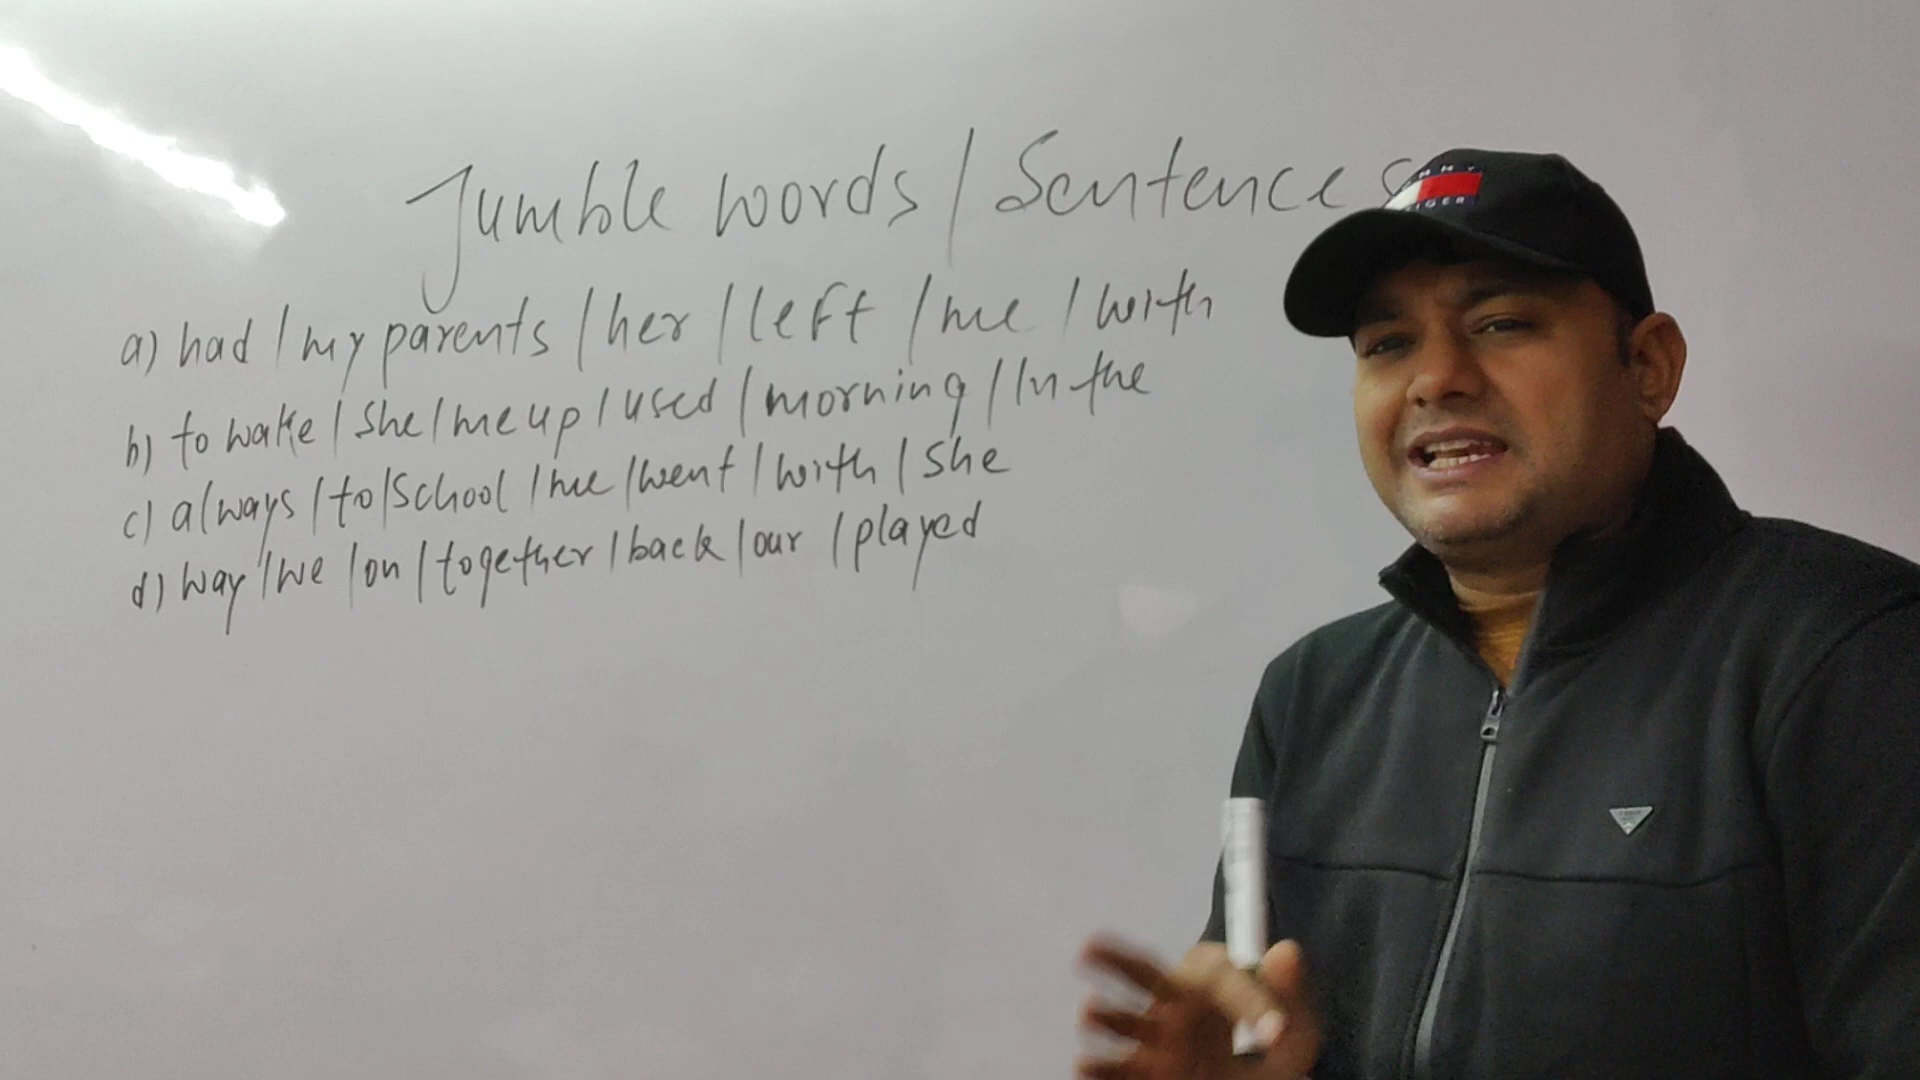 Jumble words / Sentences
a) had / my parents / her / left / me / with
b) to wake / She / me up / used / morning / In the
c) always / to / School / me / went / with / She
d) way / we / on / together / back / our / played